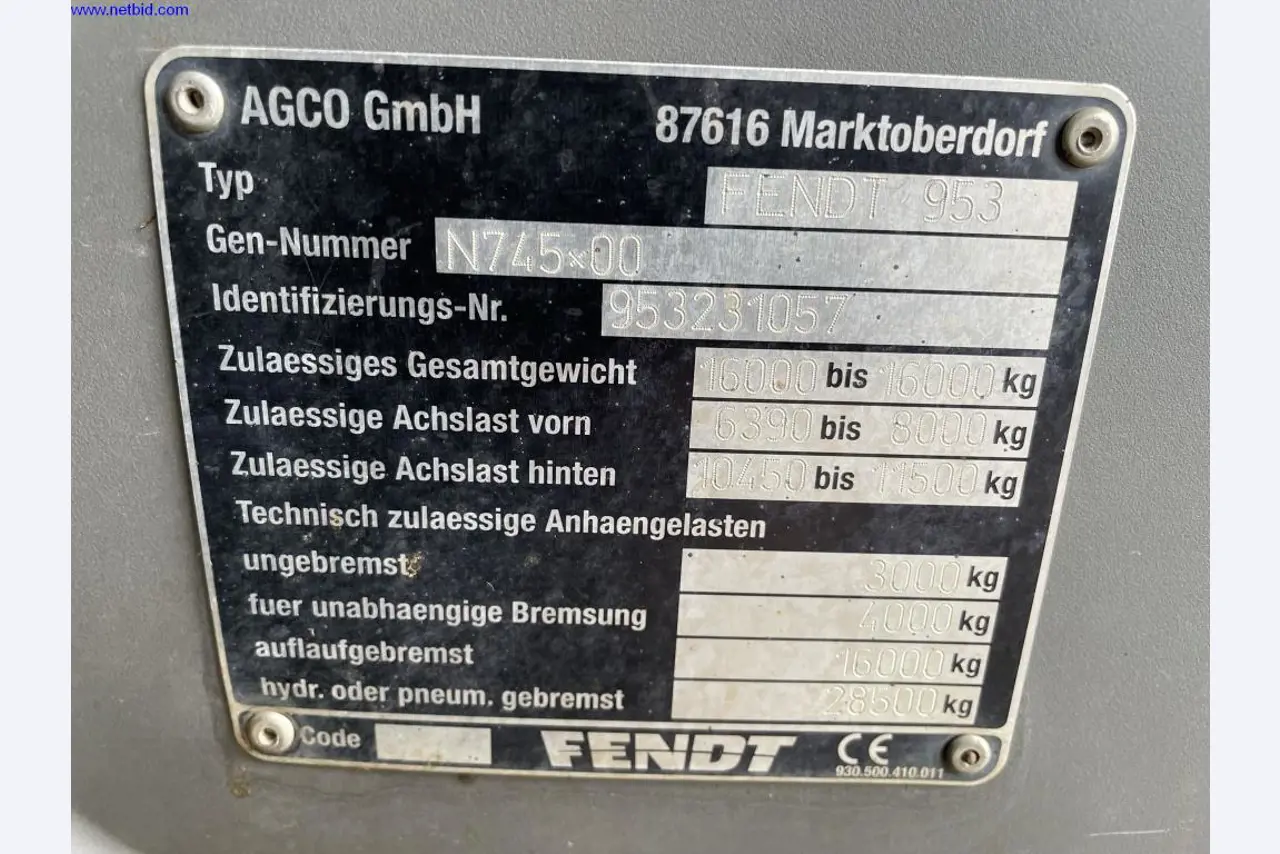 www.netbid.com
AGCO GmbH 87616 Marktoberdorf
Typ FENDT 953
Gen-Nummer N745×00
Identifizierungs-Nr. 953231057
Zulaessiges Gesamtgewicht 16000 bis 16000 kg
Zulaessige Achslast vorn 6390 bis 8000 kg
Zulaessige Achslast hinten 10450 bis 11500 kg
Technisch zulaessige Anhaengelasten
ungebremst 3000 kg
fuer unabhaengige Bremsung 4000 kg
auflaufgebremst 16000 kg
hydr. oder pneum. gebremst 28500 kg
Code FENDT CE
930.500.410.011